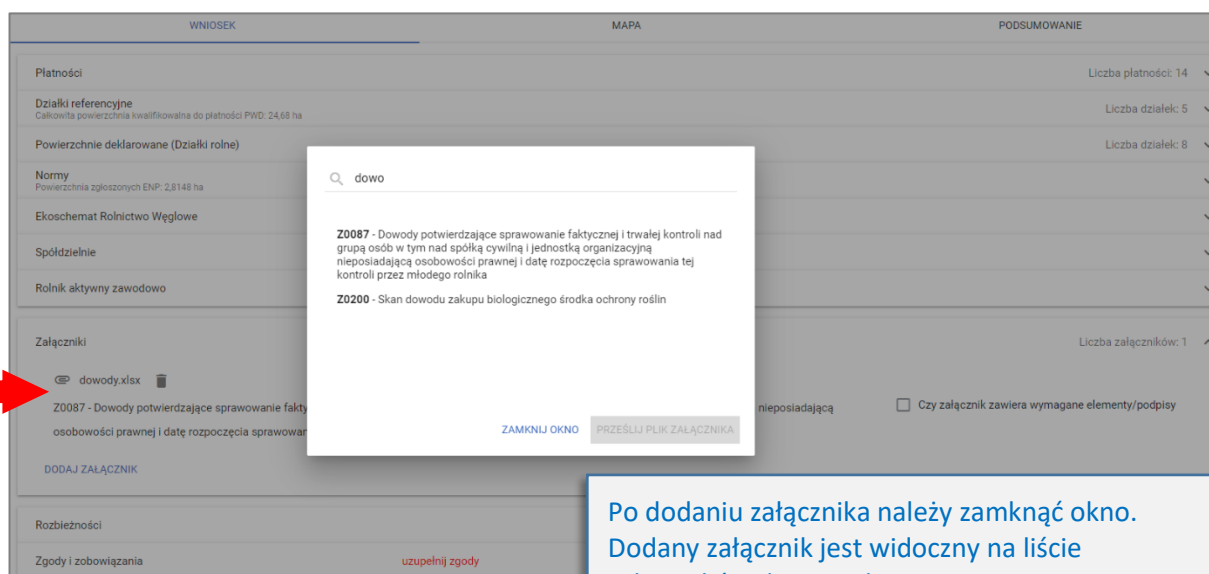 WNIOSEK MAPA PODSUMOWANIE
Płatności Liczba płatności: 14
Działki referencyjne Liczba działek: 5
Całkowita powierzchnia kwalifikowalna do płatności PWD: 24,68 ha
Powierzchnie deklarowane (Działki rolne) Liczba działek: 8
Normy
Powierzchnia zgłoszonych ENP: 2,8148 ha
Ekoschemat Rolnictwo Węglowe
Spółdzielnie
Rolnik aktywny zawodowo
dowo
Z0087 - Dowody potwierdzające sprawowanie faktycznej i trwałej kontroli nad
grupą osób w tym nad spółką cywilną i jednostką organizacyjną
nieposiadającą osobowości prawnej i datę rozpoczęcia sprawowania tej
kontroli przez młodego rolnika
Z0200 - Skan dowodu zakupu biologicznego środka ochrony roślin
ZAMKNIJ OKNO PRZEŚLIJ PLIK ZAŁĄCZNIKA
Załączniki Liczba załączników: 1
dowody.xlsx
Z0087 - Dowody potwierdzające sprawowanie fakty nieposiadającą
osobowości prawnej i datę rozpoczęcia sprawowan
Czy załącznik zawiera wymagane elementy/podpisy
DODAJ ZAŁĄCZNIK
Rozbieżności
Zgody i zobowiązania uzupełnij zgody
Po dodaniu załącznika należy zamknąć okno.
Dodany załącznik jest widoczny na liście